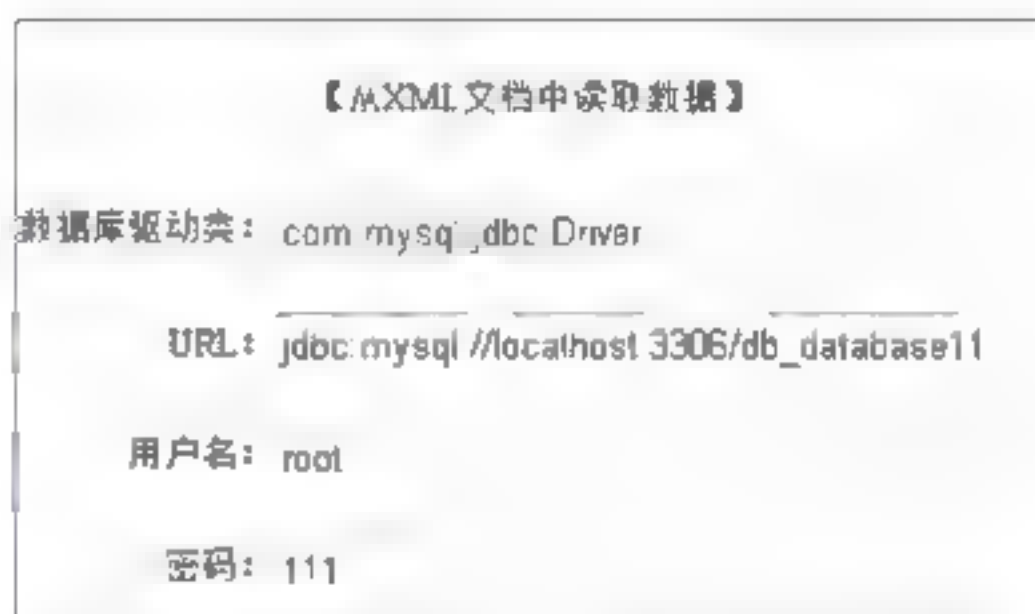 【从XML文档中读取数据】
数据库驱动类： com.mysql.jdbc.Driver
URL： jdbc:mysql://localhost:3306/db_database11
用户名： root
密码： 111